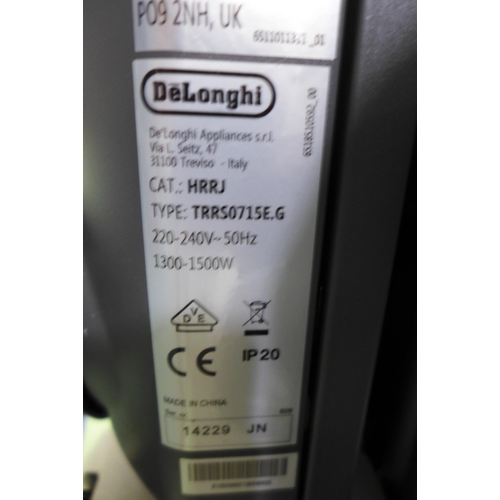 PO9 2NH, UK
DeLonghi
De'Longhi Appliances s.r.l.
Via L. Seitz, 47
31100 Treviso - Italy
CAT.: HRRJ
TYPE: TRRS0715E.G
220-240V~50Hz
1300-1500W
DVE
CE
IP20
MADE IN CHINA
14229 JN